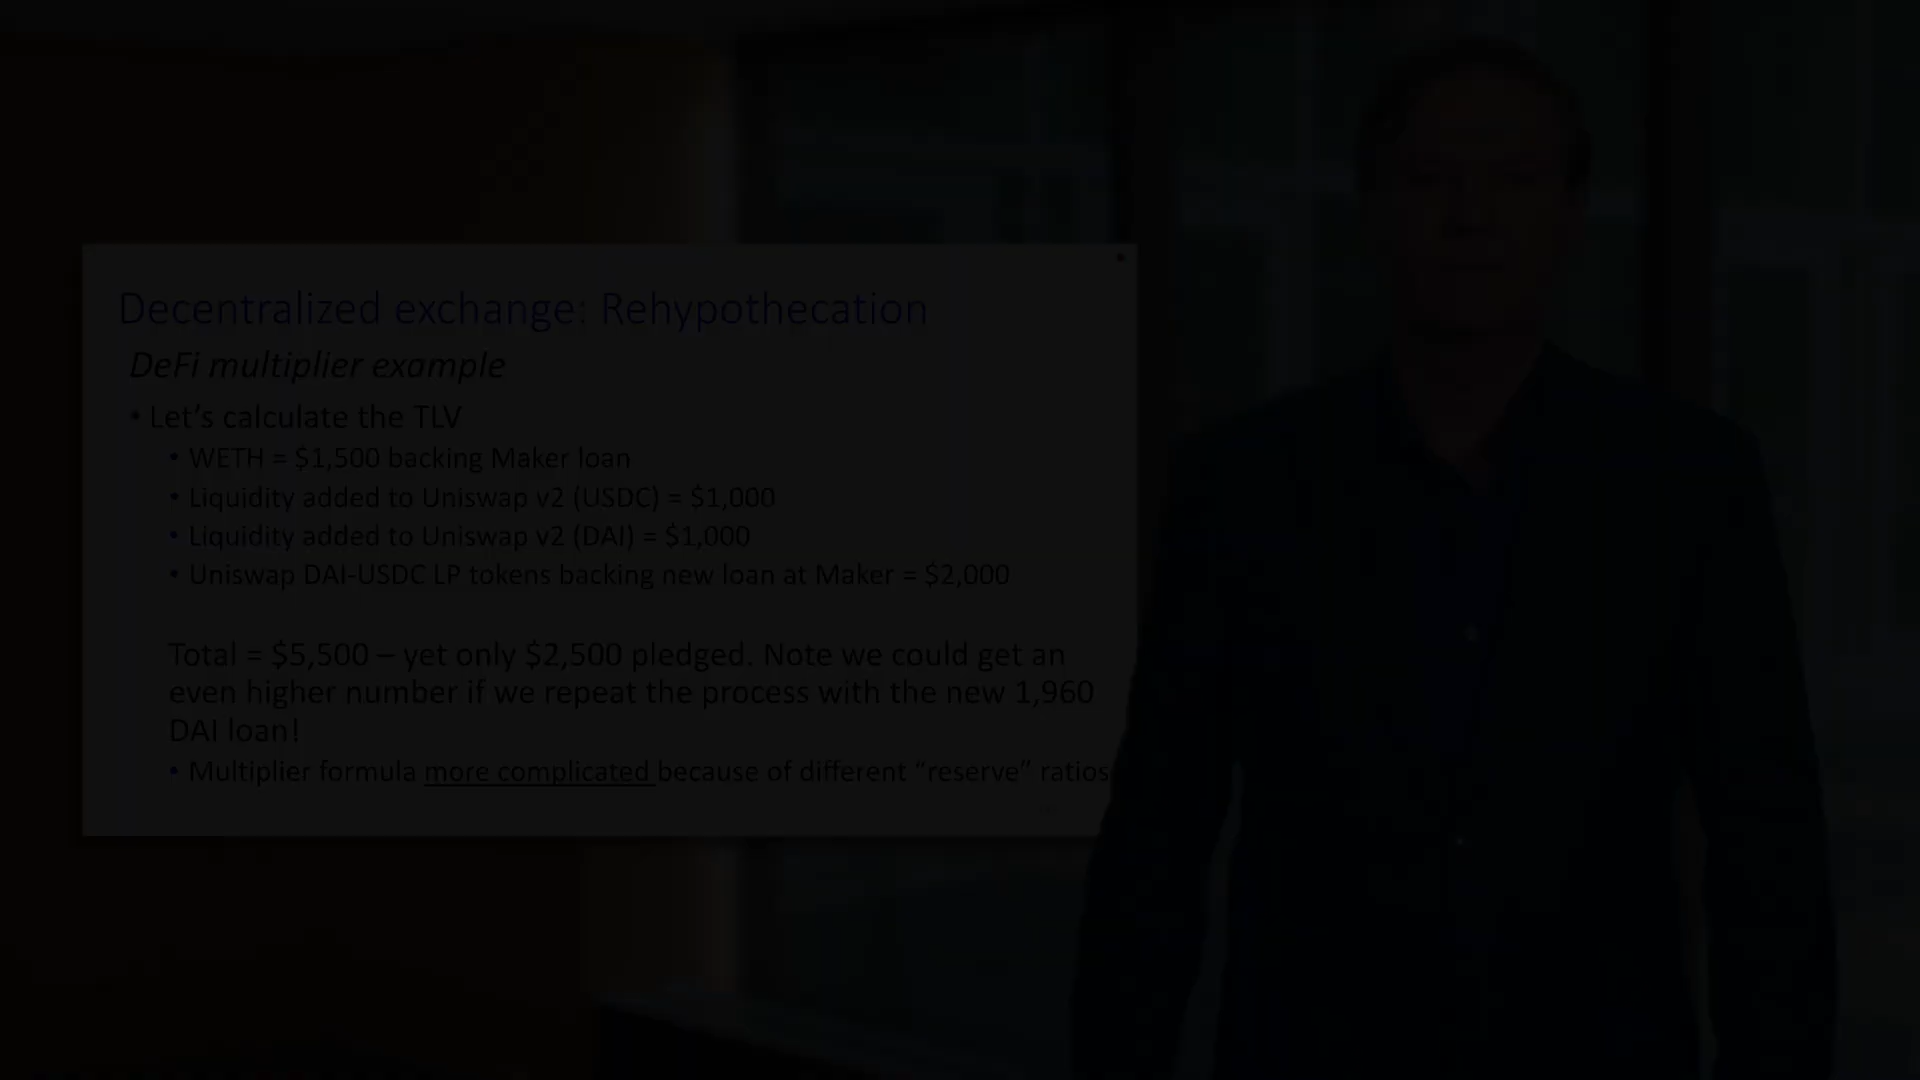 Decentralized exchange: Rehypothecation
DeFi multiplier example
• Let's calculate the TLV
• WETH = $1,500 backing Maker loan
• Liquidity added to Uniswap v2 (USDC) = $1,000
• Liquidity added to Uniswap v2 (DAI) = $1,000
• Uniswap DAI-USDC LP tokens backing new loan at Maker = $2,000
Total = $5,500 – yet only $2,500 pledged. Note we could get an
even higher number if we repeat the process with the new 1,960
DAI loan!
• Multiplier formula more complicated because of different “reserve” ratios